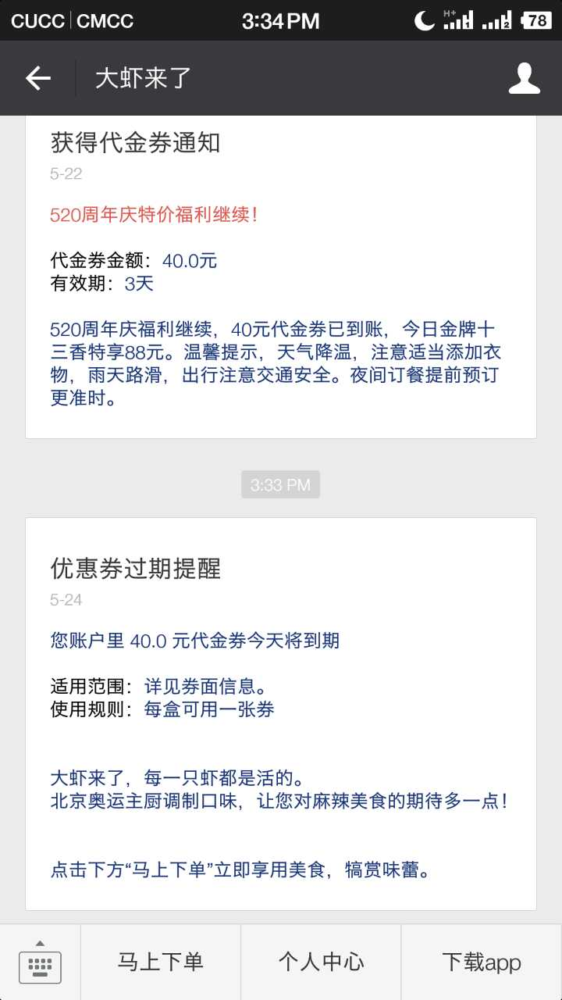 CUCC | CMCC 3:34PM H+ 1 2 78
大虾来了
获得代金券通知
5-22
520周年庆特价福利继续！
代金券金额：40.0元
有效期：3天
520周年庆福利继续，40元代金券已到账，今日金牌十
三香特享88元。温馨提示，天气降温，注意适当添加衣
物，雨天路滑，出行注意交通安全。夜间订餐提前预订
更准时。
3:33 PM
优惠券过期提醒
5-24
您账户里 40.0 元代金券今天将到期
适用范围：详见券面信息。
使用规则：每盒可用一张券
大虾来了，每一只虾都是活的。
北京奥运主厨调制口味，让您对麻辣美食的期待多一点！
点击下方“马上下单”立即享用美食，犒赏味蕾。
马上下单 个人中心 下载app